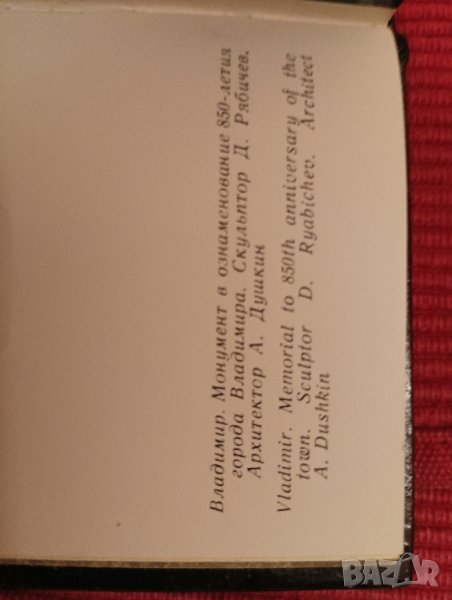 Владимир. Монумент в ознаменование 850-летия
города Владимира. Скульптор Д. Рябичев.
Архитектор А. Душкин
Vladimir. Memorial to 850th anniversary of the
town. Sculptor D. Ryabichev. Architect
A. Dushkin
BAZAR